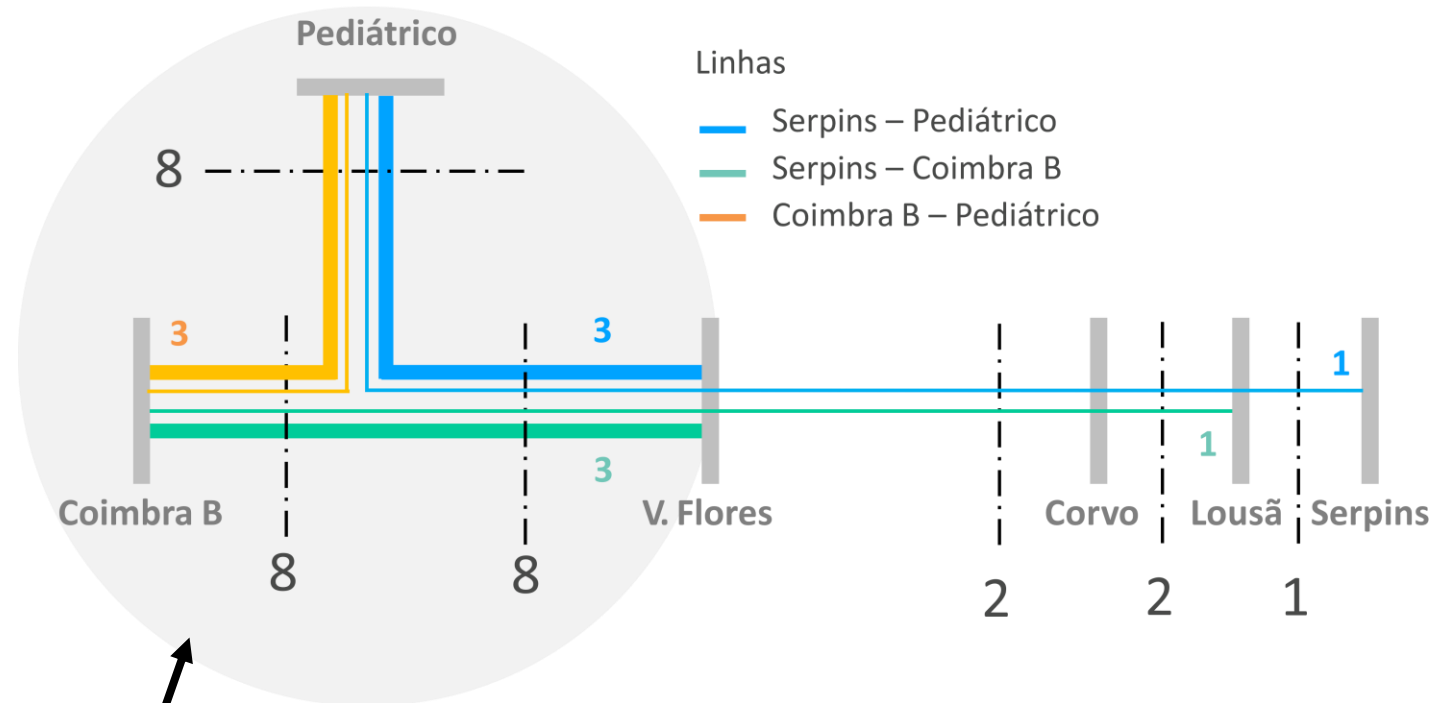 Pediátrico
Linhas
Serpins – Pediátrico
Serpins – Coimbra B
Coimbra B – Pediátrico
8
3
3
1
1
3
Coimbra B
V. Flores
Corvo
Lousã
Serpins
8
8
2
2
1